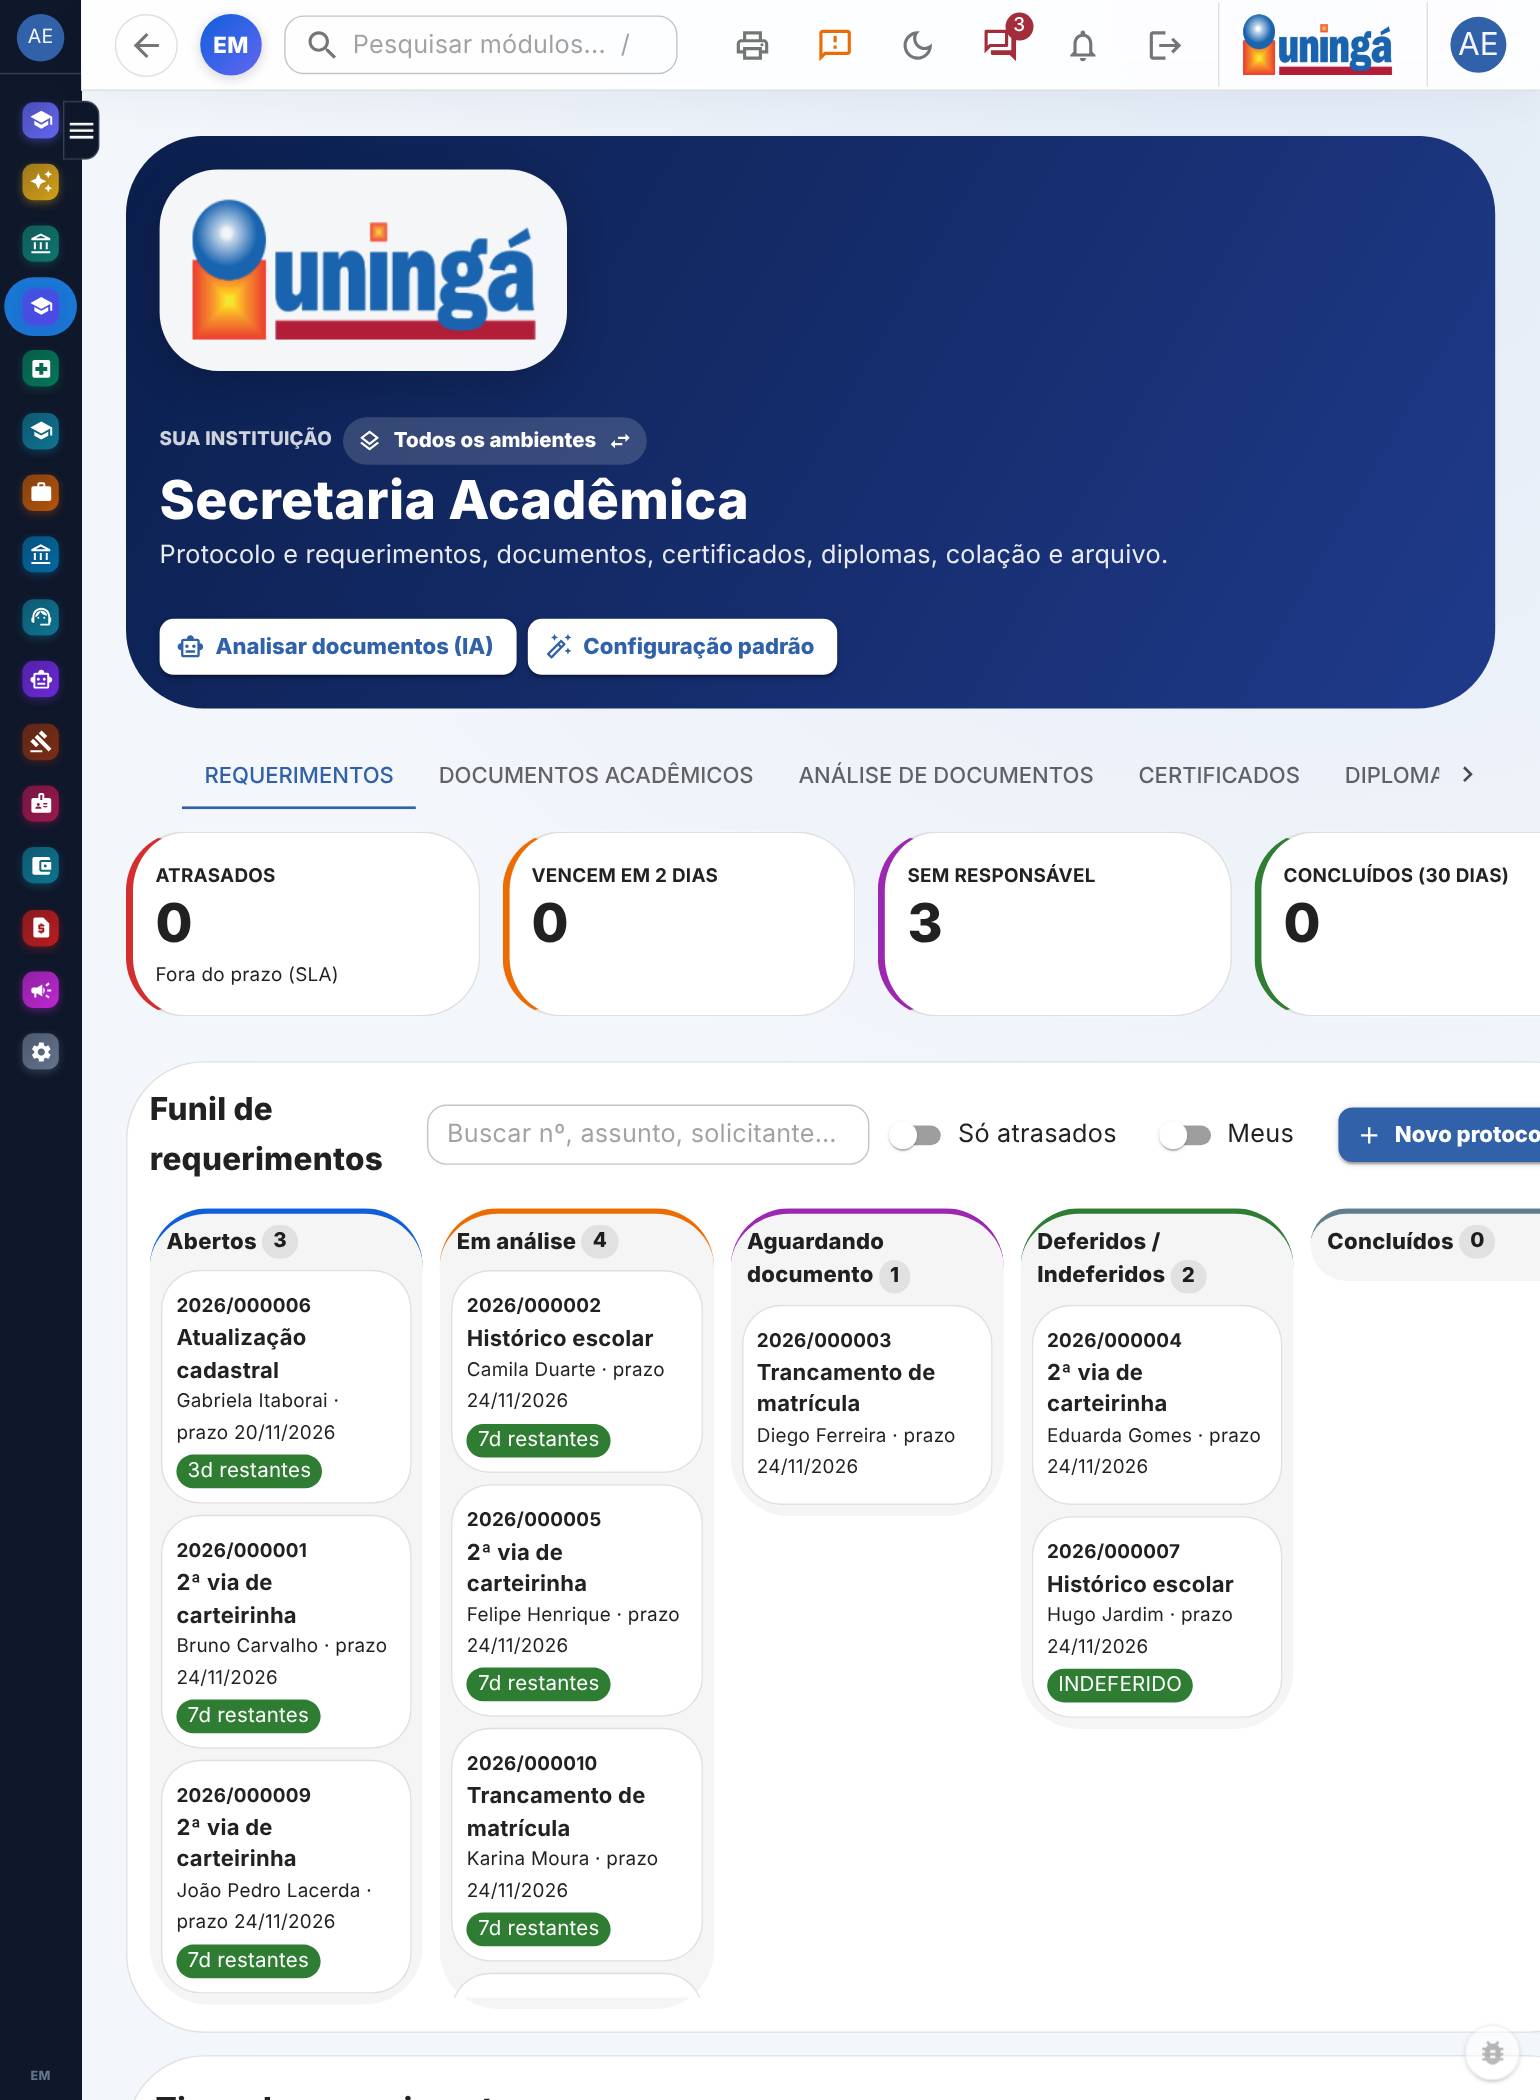 AE
EM
Pesquisar módulos... /
3
uningá
AE
uningá
SUA INSTITUIÇÃO
Todos os ambientes
Secretaria Acadêmica
Protocolo e requerimentos, documentos, certificados, diplomas, colação e arquivo.
Analisar documentos (IA)
Configuração padrão
REQUERIMENTOS
DOCUMENTOS ACADÊMICOS
ANÁLISE DE DOCUMENTOS
CERTIFICADOS
DIPLOMA
ATRASADOS
0
Fora do prazo (SLA)
VENCEM EM 2 DIAS
0
SEM RESPONSÁVEL
3
CONCLUÍDOS (30 DIAS)
0
Funil de
requerimentos
Buscar nº, assunto, solicitante...
Só atrasados
Meus
Novo protoco
Abertos 3
2026/000006
Atualização
cadastral
Gabriela Itaborai ·
prazo 20/11/2026
3d restantes
2026/000001
2ª via de
carteirinha
Bruno Carvalho · prazo
24/11/2026
7d restantes
2026/000009
2ª via de
carteirinha
João Pedro Lacerda ·
prazo 24/11/2026
7d restantes
Em análise 4
2026/000002
Histórico escolar
Camila Duarte · prazo
24/11/2026
7d restantes
2026/000005
2ª via de
carteirinha
Felipe Henrique · prazo
24/11/2026
7d restantes
2026/000010
Trancamento de
matrícula
Karina Moura · prazo
24/11/2026
7d restantes
Aguardando
documento 1
2026/000003
Trancamento de
matrícula
Diego Ferreira · prazo
24/11/2026
Deferidos /
Indeferidos 2
2026/000004
2ª via de
carteirinha
Eduarda Gomes · prazo
24/11/2026
2026/000007
Histórico escolar
Hugo Jardim · prazo
24/11/2026
INDEFERIDO
Concluídos 0
EM